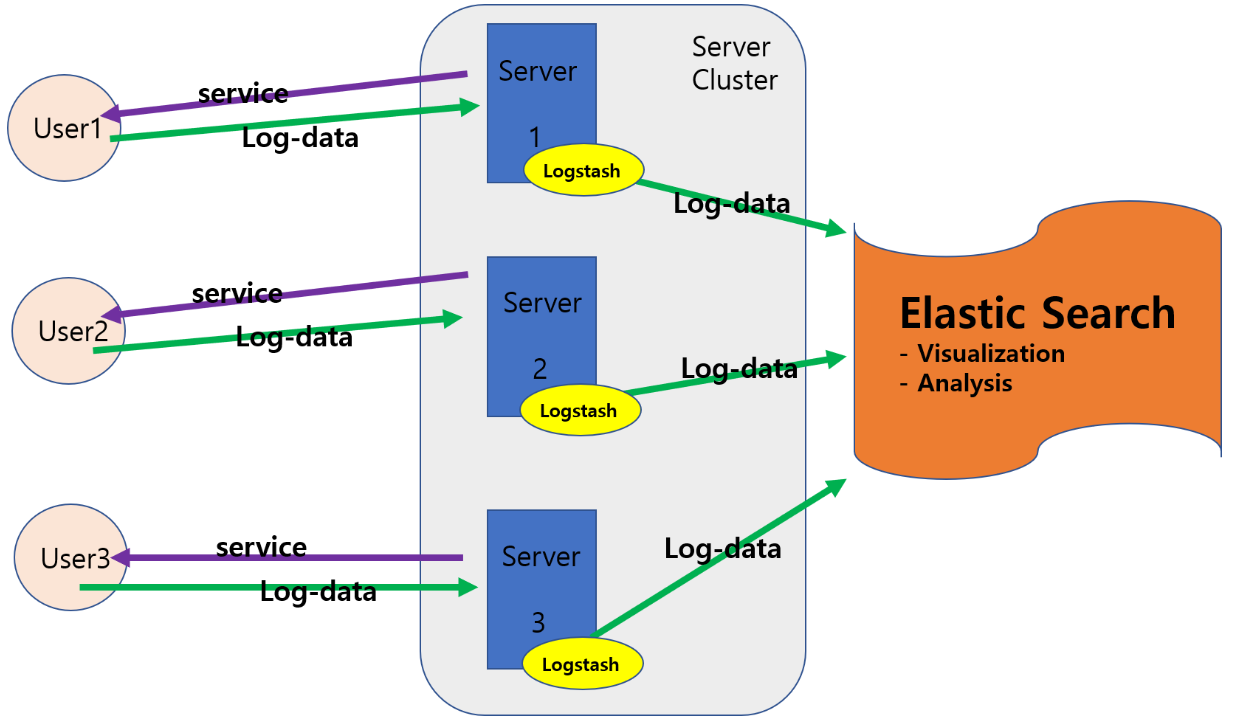 Server
Cluster
User1
service
Log-data
Server
1
Logstash
Log-data
User2
service
Log-data
Server
2
Logstash
Log-data
User3
service
Log-data
Server
3
Logstash
Log-data
Elastic Search
- Visualization
- Analysis